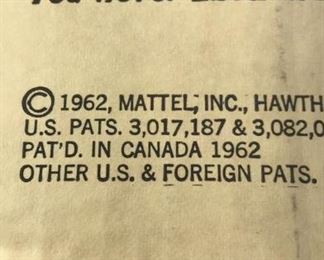 © 1962, MATTEL, INC., HAWTH
U.S. PATS. 3,017,187 & 3,082,0
PAT'D. IN CANADA 1962
OTHER U.S. & FOREIGN PATS.